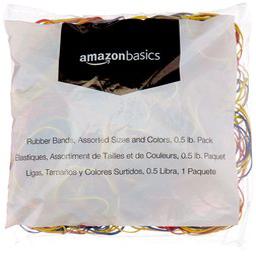 amazonbasics
Rubber Bands, Assorted Sizes and Colors, 0.5 lb. Pack
Elastiques, Assortiment de Tailles et de Couleurs, 0.5 lb. Paquet
Ligas, Tamaños y Colores Surtidos, 0.5 Libra, 1 Paquete